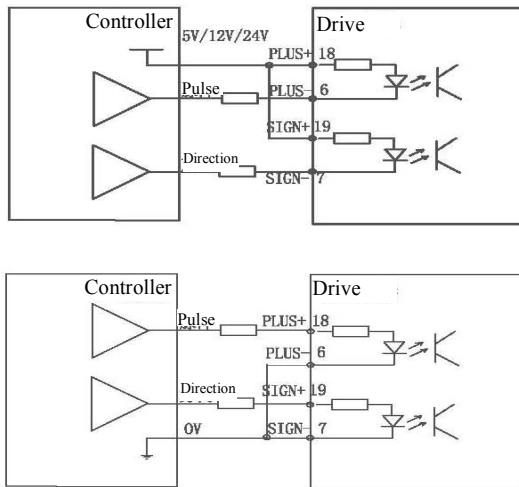 Controller
Drive
5V/12V/24V
PLUS+ 18
Pulse
PLUS- 6
SIGN+ 19
Direction
SIGN- 7
Controller
Drive
Pulse
PLUS+ 18
PLUS- 6
Direction
SIGN+ 19
0V
SIGN- 7